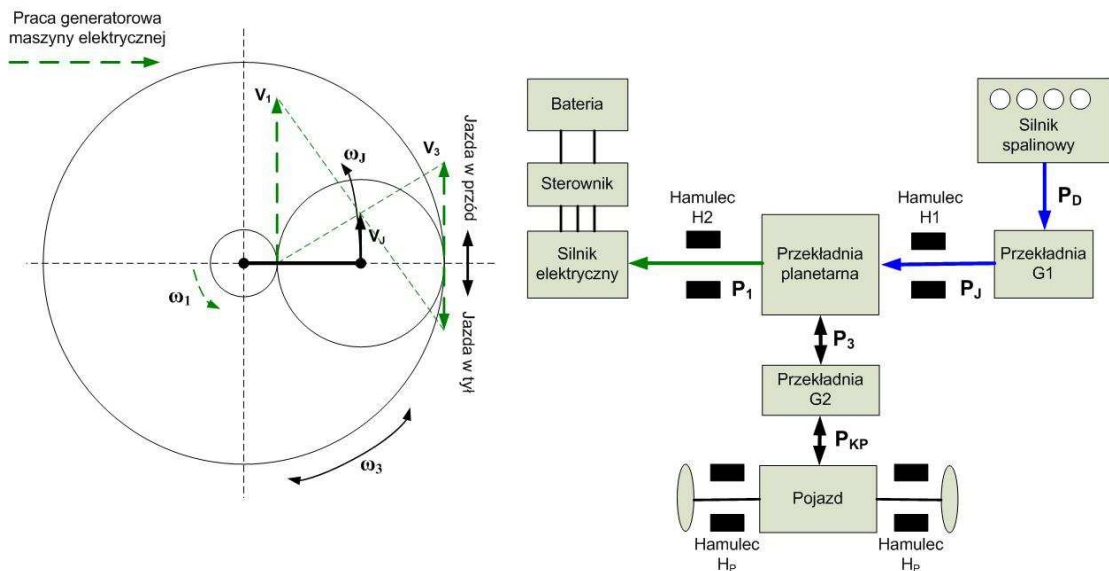 Praca generatorowa
maszyny elektrycznej
V1
V3
ωJ
VJ
ω1
ω3
Jazda w przód
Jazda w tył
Bateria
Sterownik
Silnik
elektryczny
Hamulec
H2
P1
Przekładnia
planetarna
Hamulec
H1
PJ
Silnik
spalinowy
PD
Przekładnia
G1
P3
Przekładnia
G2
PKP
Pojazd
Hamulec
HP
Hamulec
HP